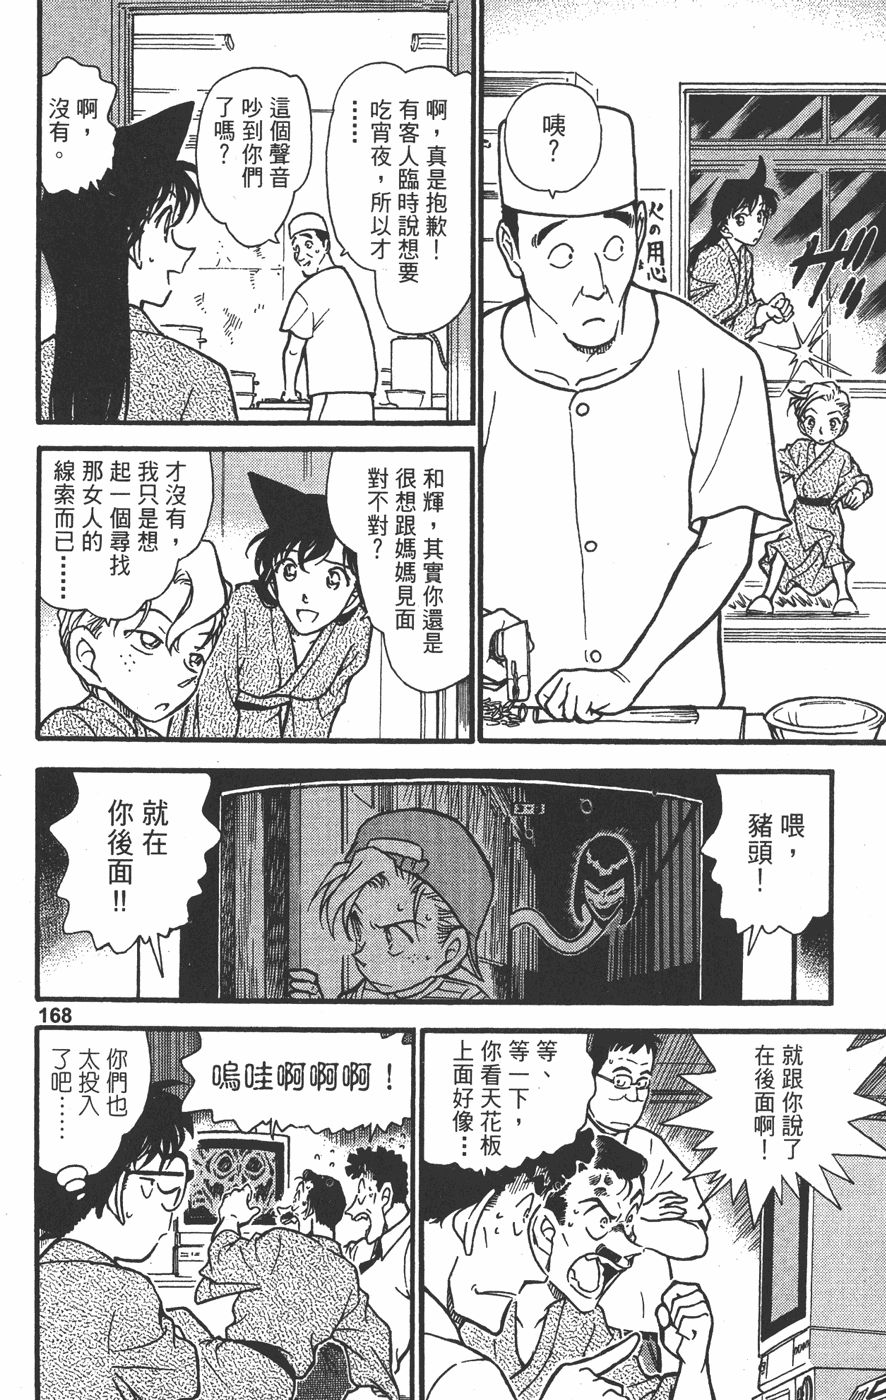 咦？
火の用心
ガガ
啊，真是抱歉！
有客人臨時說想要
吃宵夜，所以才
……
這個聲音
吵到你們
了嗎？
啊，
沒有。
和輝，其實你還是
很想跟媽媽見面
對不對？
才沒有，
我只是想
起一個尋找
那女人的
線索而已……
喂，
豬頭！
就在
你後面！！
168
就跟你說了
在後面啊！
等、
等一下，
你看天花板
上面好像…
嗚哇啊啊啊！
你們也
太投入
了吧……